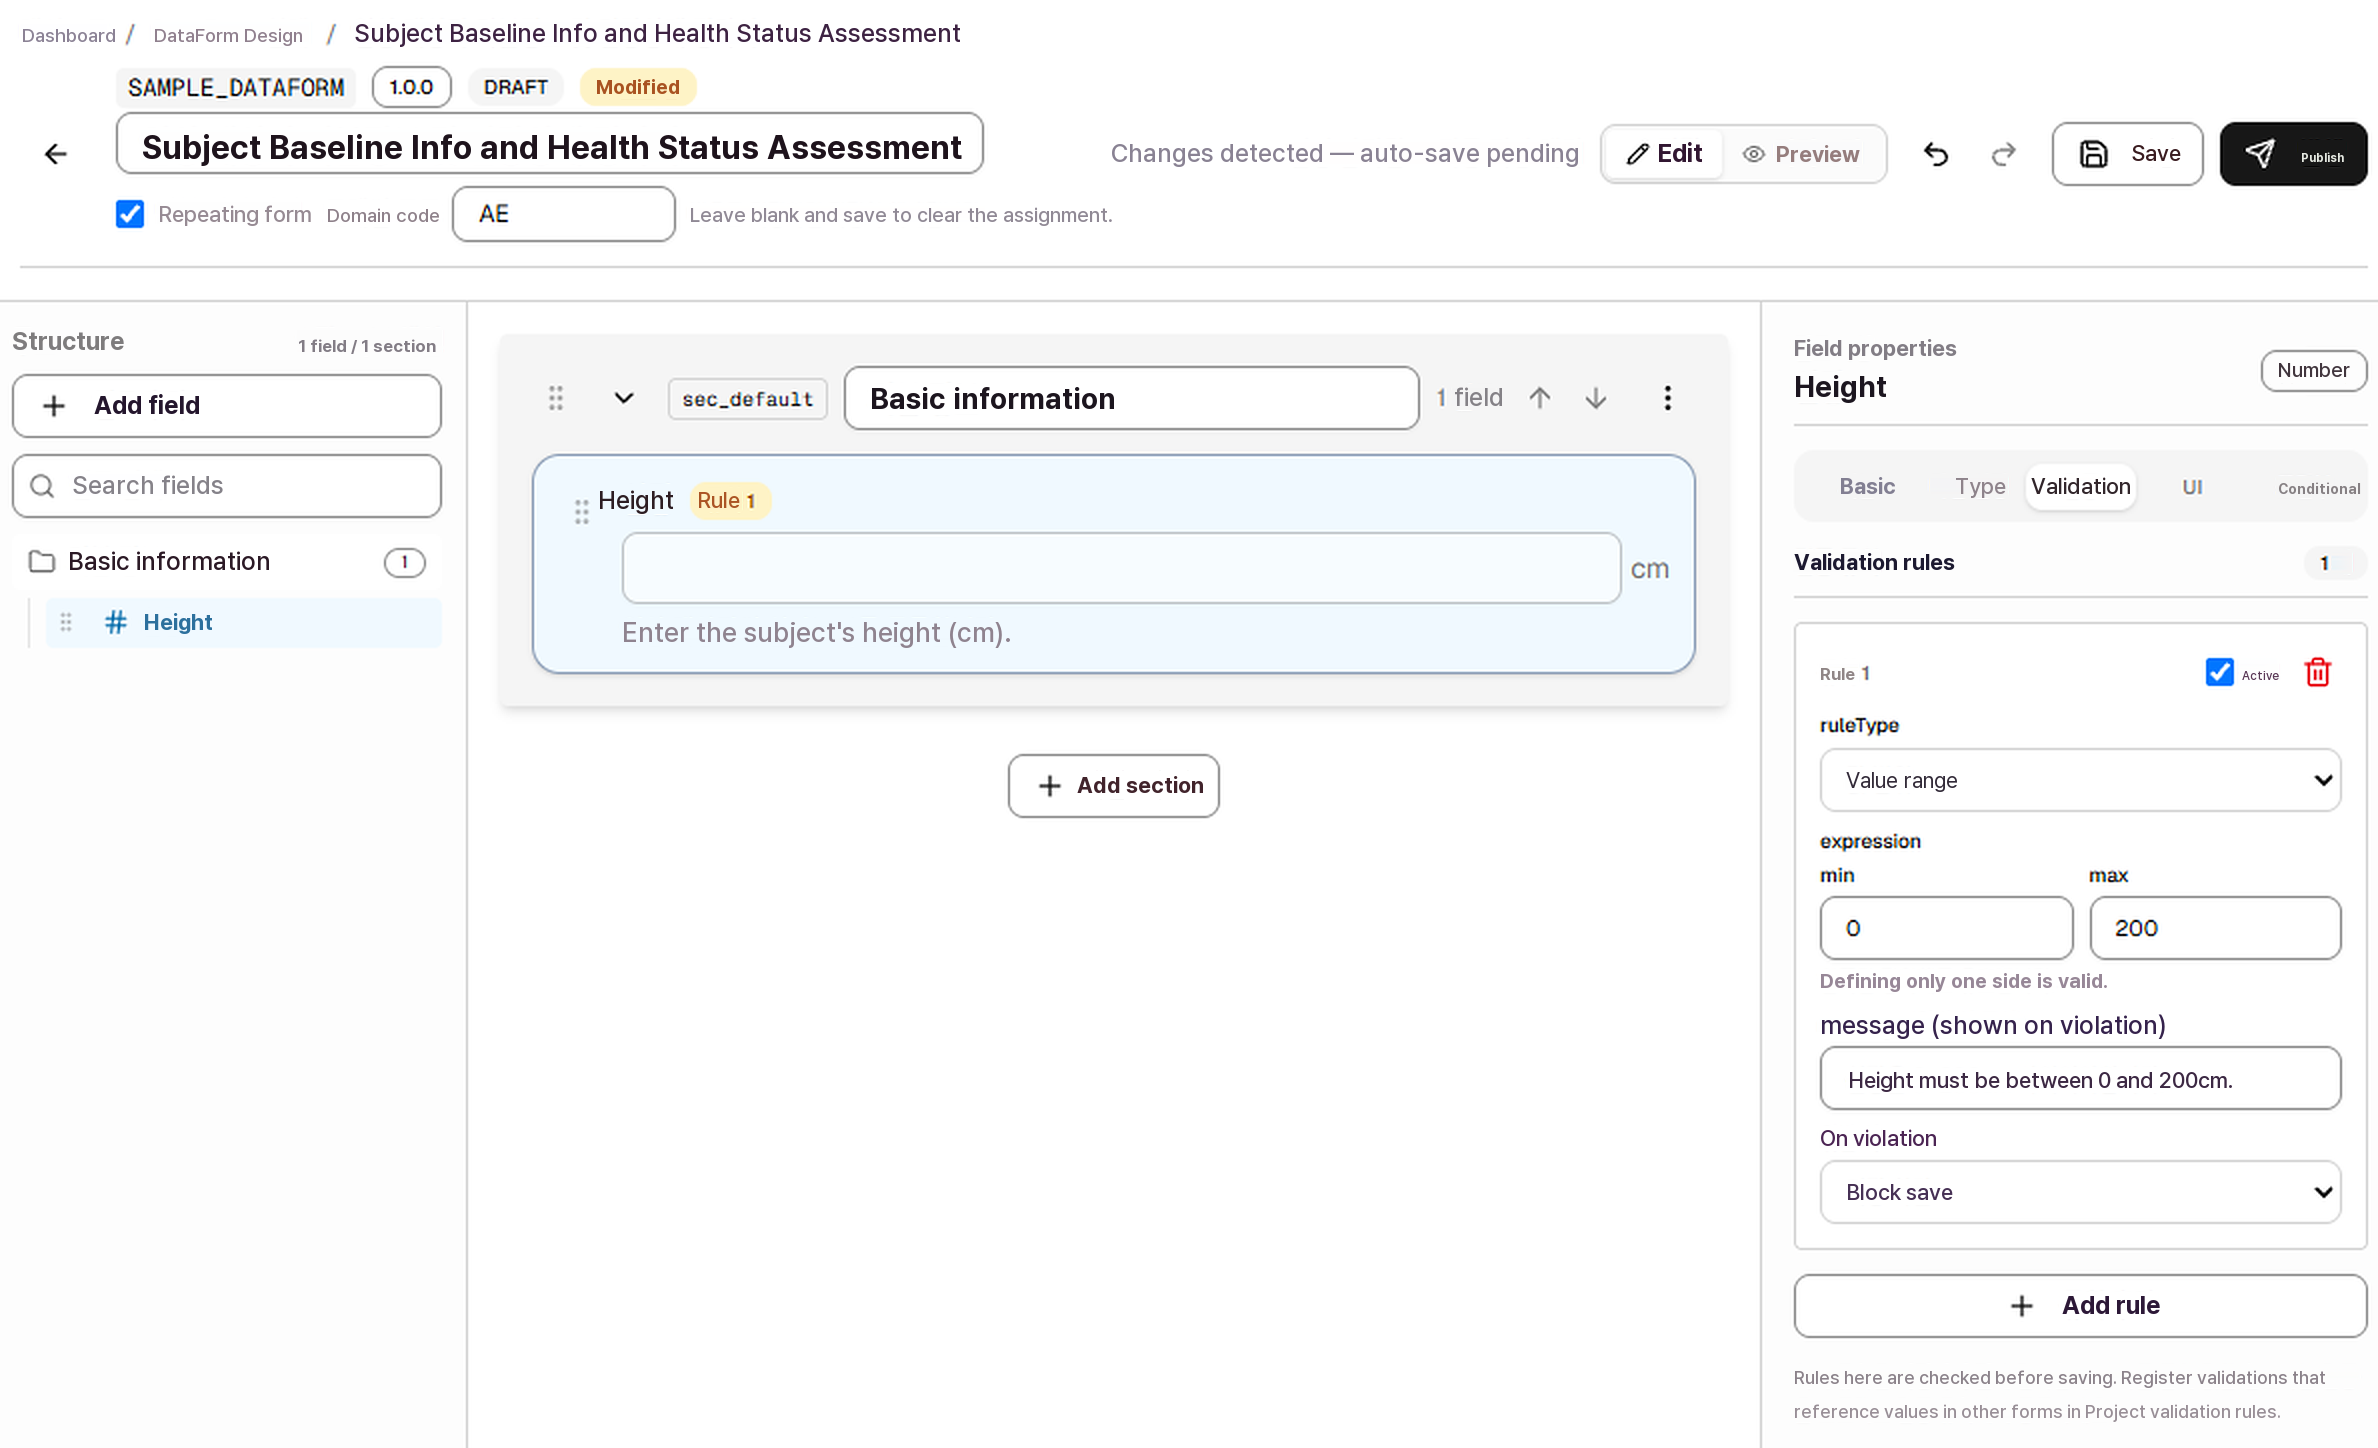 Dashboard / DataForm Design / Subject Baseline Info and Health Status Assessment
SAMPLE_DATAFORM 1.0.0 DRAFT Modified
Subject Baseline Info and Health Status Assessment
Changes detected — auto-save pending Edit Preview Save Publish
Repeating form Domain code AE Leave blank and save to clear the assignment.
Structure 1 field / 1 section
+ Add field
Search fields
Basic information 1
# Height
sec_default Basic information 1 field
Height Rule 1
cm
Enter the subject's height (cm).
+ Add section
Field properties
Height Number
Basic Type Validation UI Conditional
Validation rules 1
Rule 1 Active
ruleType
Value range
expression
min max
0 200
Defining only one side is valid.
message (shown on violation)
Height must be between 0 and 200cm.
On violation
Block save
+ Add rule
Rules here are checked before saving. Register validations that
reference values in other forms in Project validation rules.